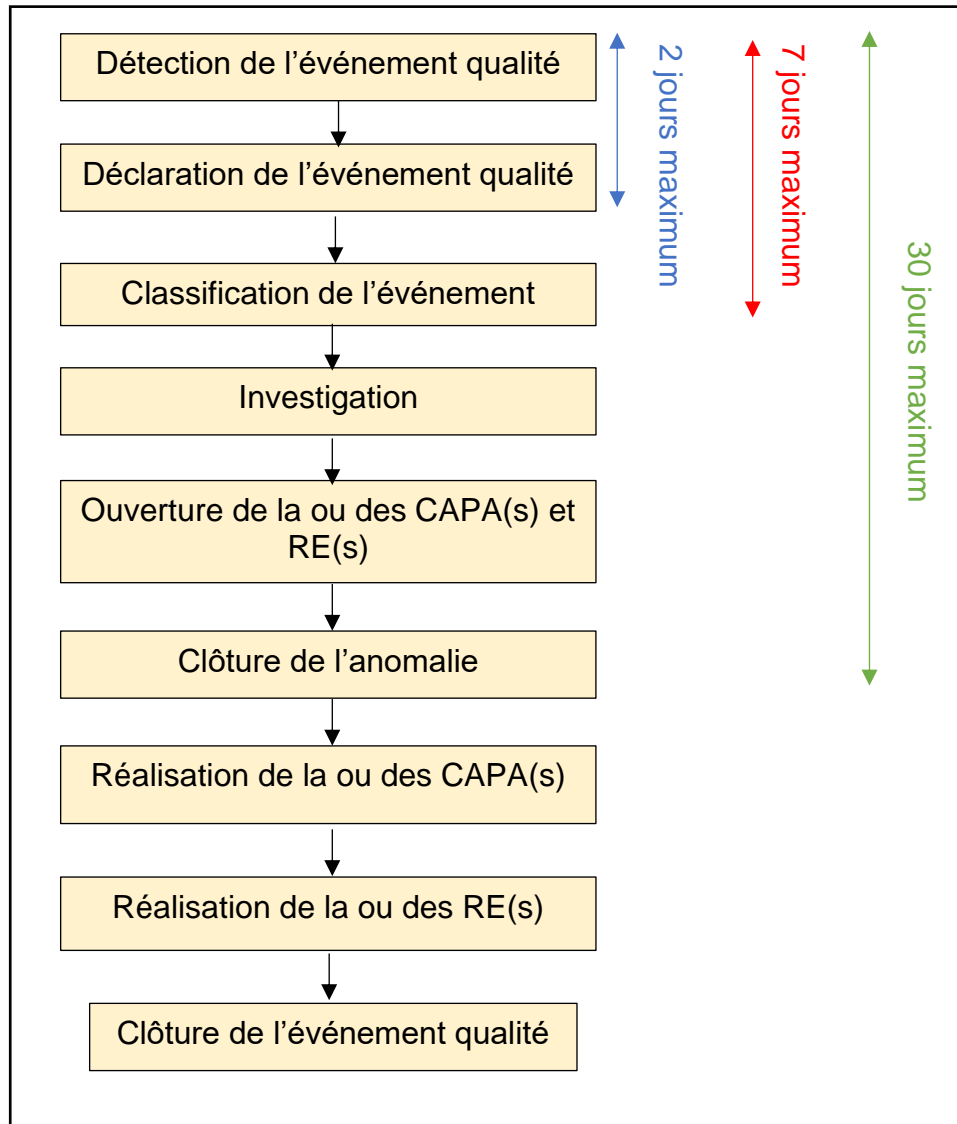 Détection de l’événement qualité
2 jours maximum
7 jours maximum
30 jours maximum
Déclaration de l’événement qualité
Classification de l’événement
Investigation
Ouverture de la ou des CAPA(s) et
RE(s)
Clôture de l’anomalie
Réalisation de la ou des CAPA(s)
Réalisation de la ou des RE(s)
Clôture de l’événement qualité